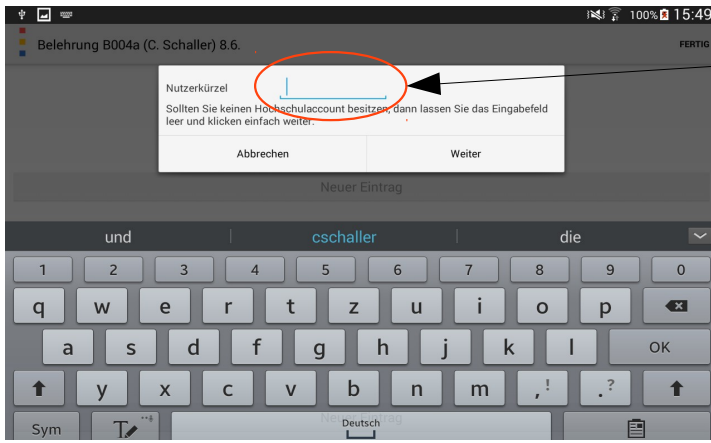 100% 15:49
Belehrung B004a (C. Schaller) 8.6.
FERTIG
Nutzerkürzel
Sollten Sie keinen Hochschulaccount besitzen, dann lassen Sie das Eingabefeld
leer und klicken einfach weiter.
Abbrechen Weiter
Neuer Eintrag
und cschaller die
1 2 3 4 5 6 7 8 9 0
q w e r t z u i o p
a s d f g h j k l OK
y x c v b n m , ! . ?
Neuer Eintrag
Sym T Deutsch